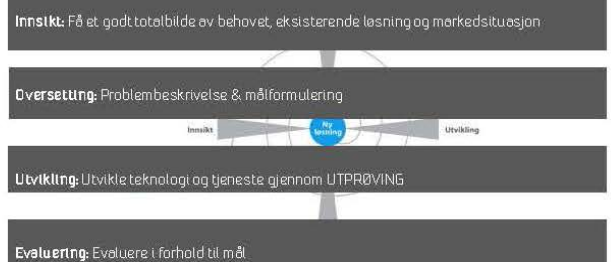 Innsikt: Få et godt totalbilde av behovet, eksisterende løsning og markedsituasjon
Oversetting: Problembeskrivelse & målformulering
Innsikt
Ny
løsning
Utvikling
Utvikling: Utvikle teknologi og tjeneste gjennom UTPRØVING
Evaluering: Evaluere i forhold til mål